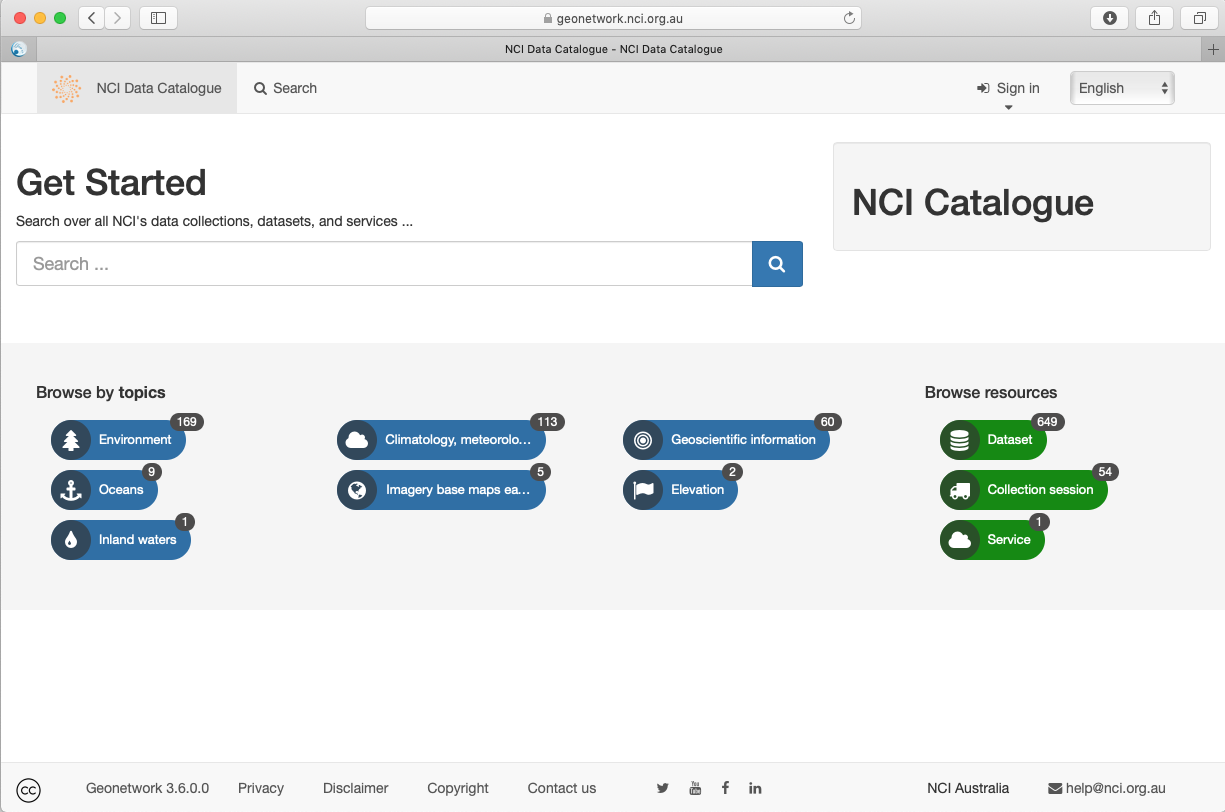 geonetwork.nci.org.au
NCI Data Catalogue - NCI Data Catalogue
NCI Data Catalogue
Search
Sign in
English
Get Started
Search over all NCI's data collections, datasets, and services ...
Search ...
NCI Catalogue
Browse by topics
Environment 169
Climatology, meteorolo... 113
Geoscientific information 60
Oceans 9
Imagery base maps ea... 5
Elevation 2
Inland waters 1
Browse resources
Dataset 649
Collection session 54
Service 1
cc
Geonetwork 3.6.0.0
Privacy
Disclaimer
Copyright
Contact us
You
Tube
f
in
NCI Australia
help@nci.org.au